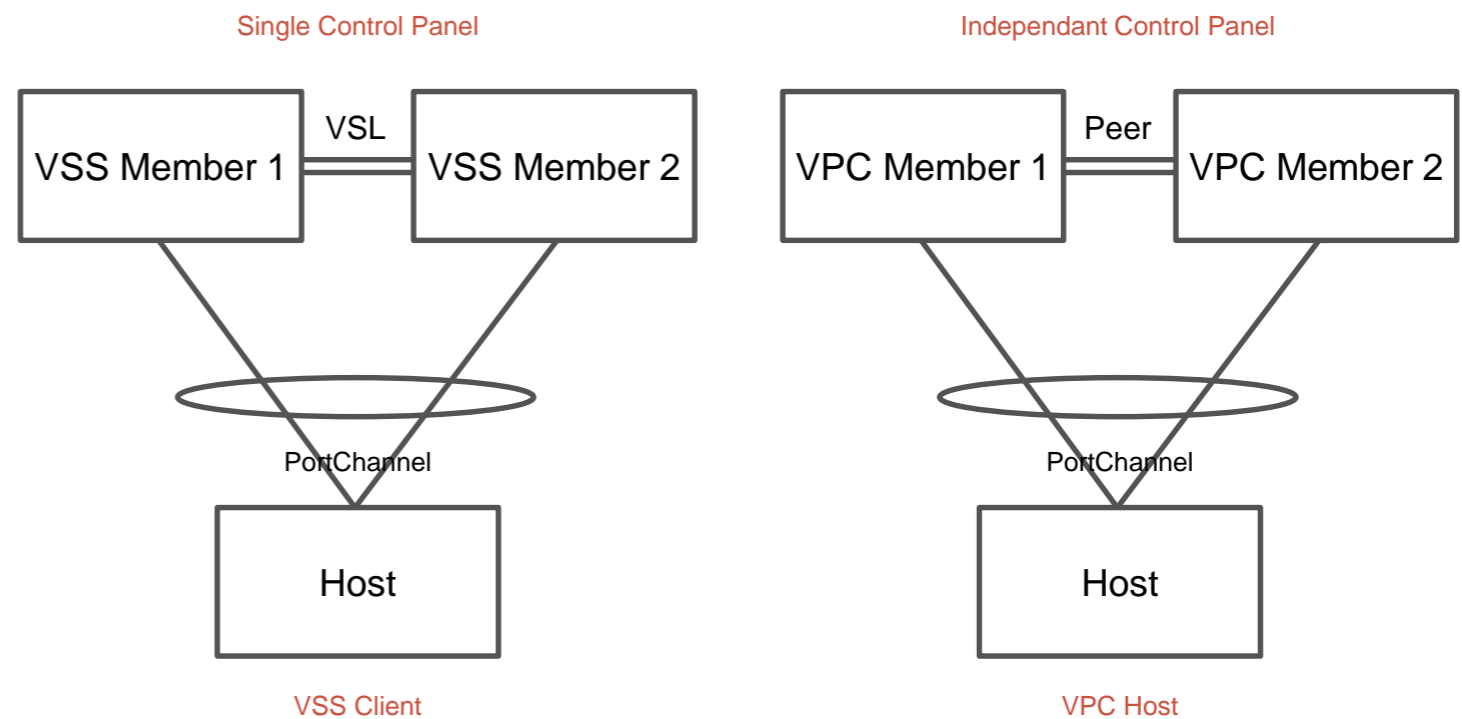 Single Control Panel
Independant Control Panel
VSL
VSS Member 1
VSS Member 2
Peer
VPC Member 1
VPC Member 2
PortChannel
PortChannel
Host
Host
VSS Client
VPC Host